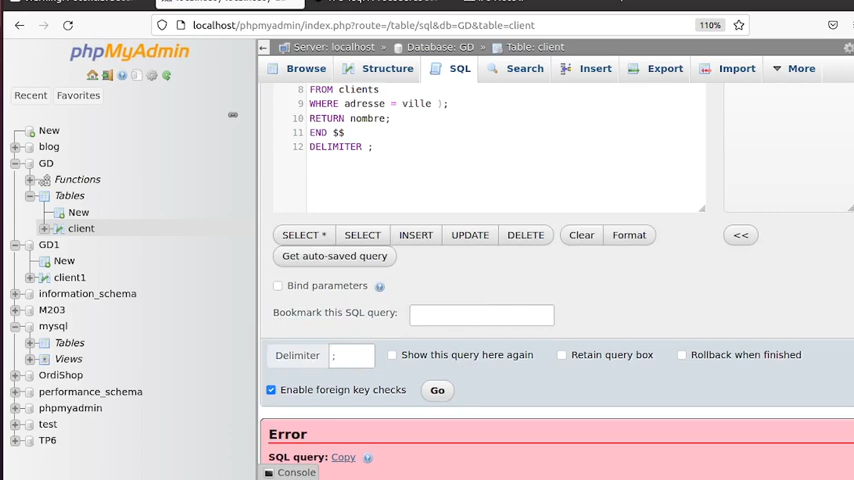 localhost/phpmyadmin/index.php?route=/table/sql&db=GD&table=client
110%
phpMyAdmin
Server: localhost » Database: GD » Table: client
Browse Structure SQL Search Insert Export Import More
Recent Favorites
New
blog
GD
Functions
Tables
New
client
GD1
New
client1
information_schema
M203
mysql
Tables
Views
OrdiShop
performance_schema
phpmyadmin
test
TP6
8 FROM clients
9 WHERE adresse = ville );
10 RETURN nombre;
11 END $$
12 DELIMITER ;
SELECT * SELECT INSERT UPDATE DELETE Clear Format <<
Get auto-saved query
Bind parameters
Bookmark this SQL query:
Delimiter ; Show this query here again Retain query box Rollback when finished
Enable foreign key checks Go
Error
SQL query: Copy
Console